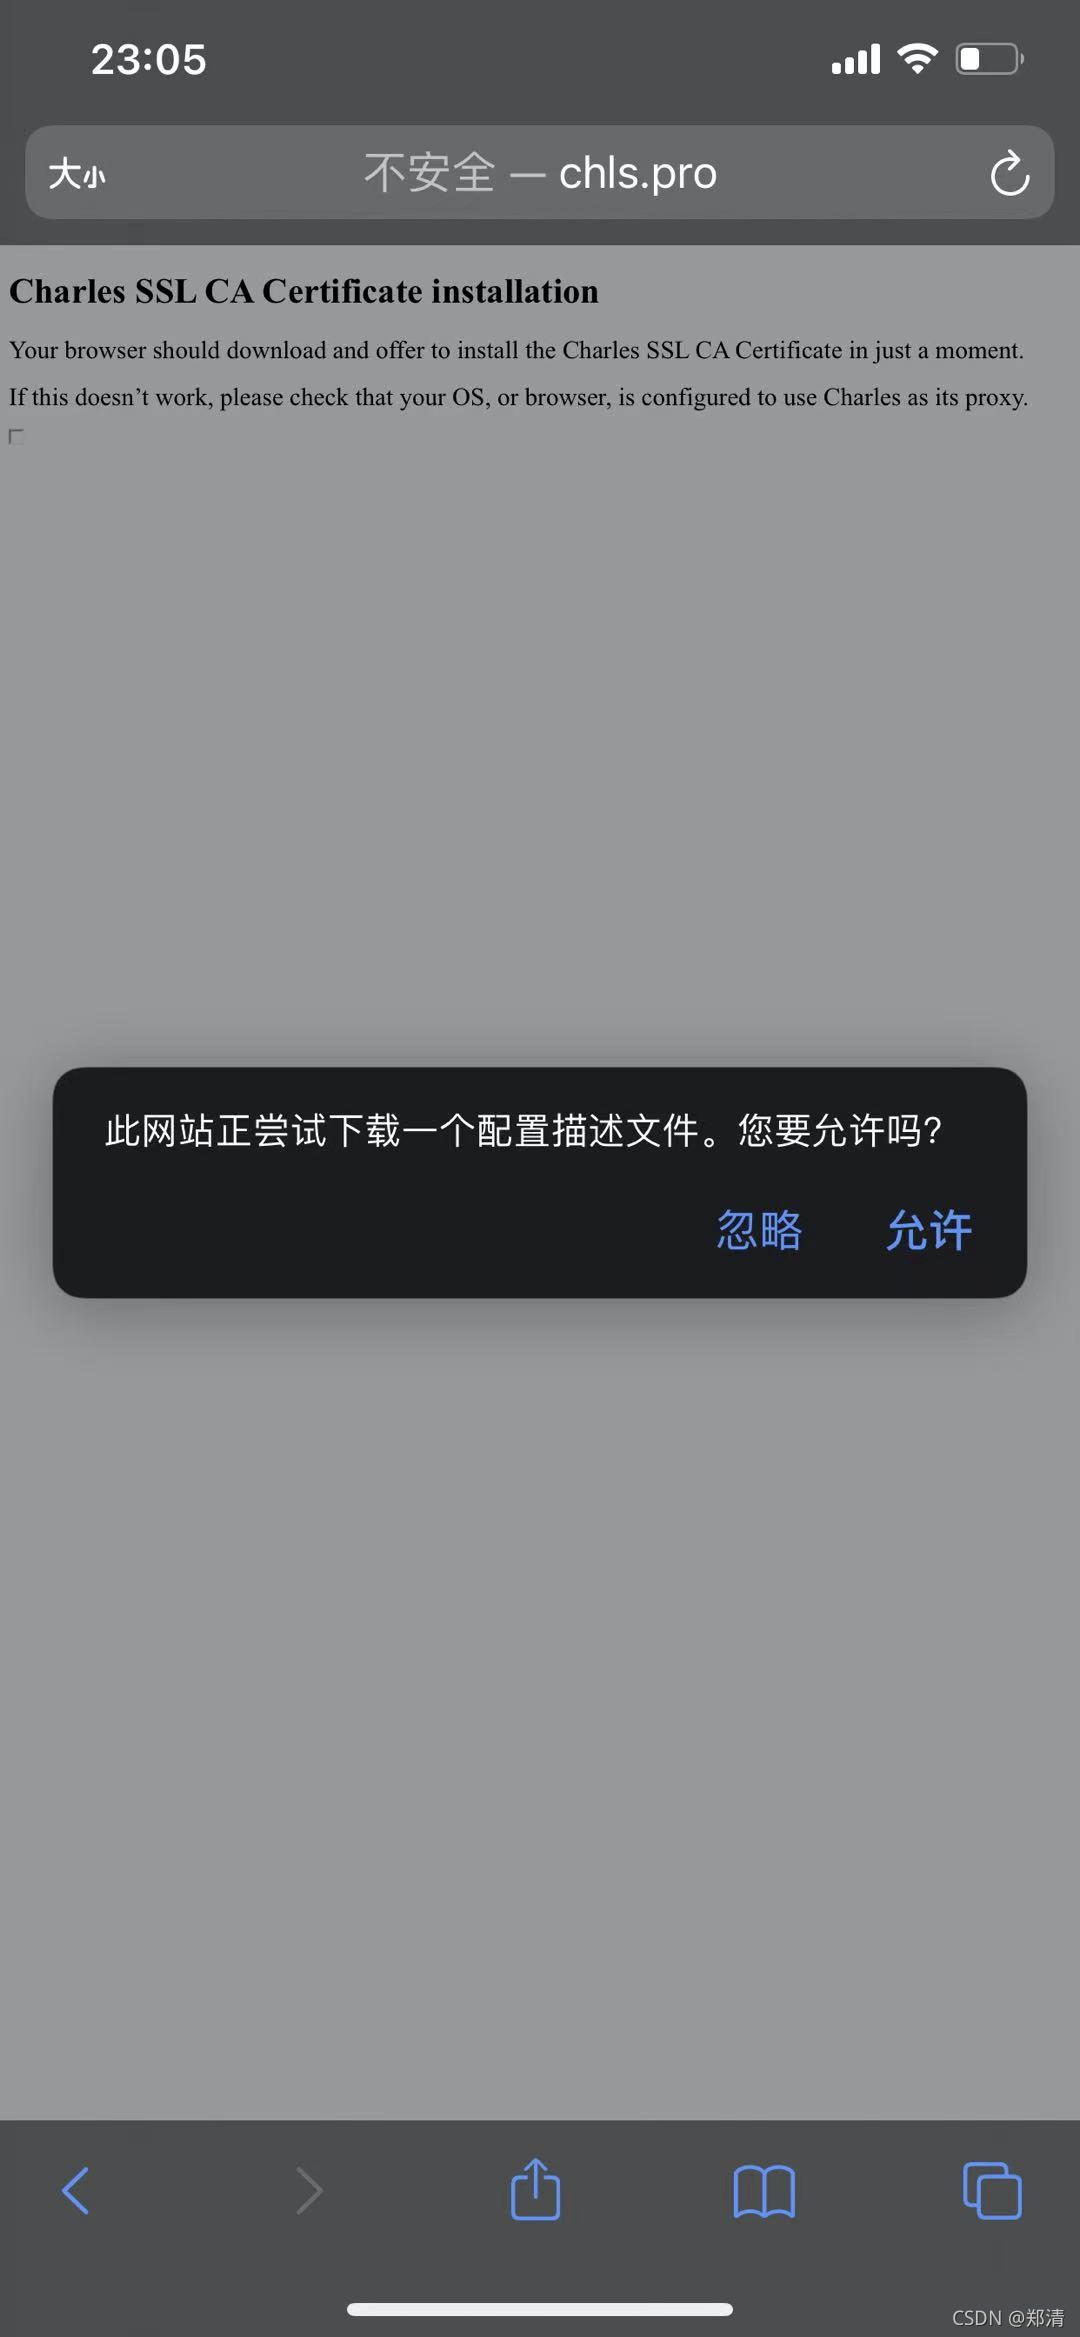 23:05
大小
不安全 — chls.pro
Charles SSL CA Certificate installation
Your browser should download and offer to install the Charles SSL CA Certificate in just a moment.
If this doesn’t work, please check that your OS, or browser, is configured to use Charles as its proxy.
此网站正尝试下载一个配置描述文件。您要允许吗？
忽略
允许
CSDN @郑清